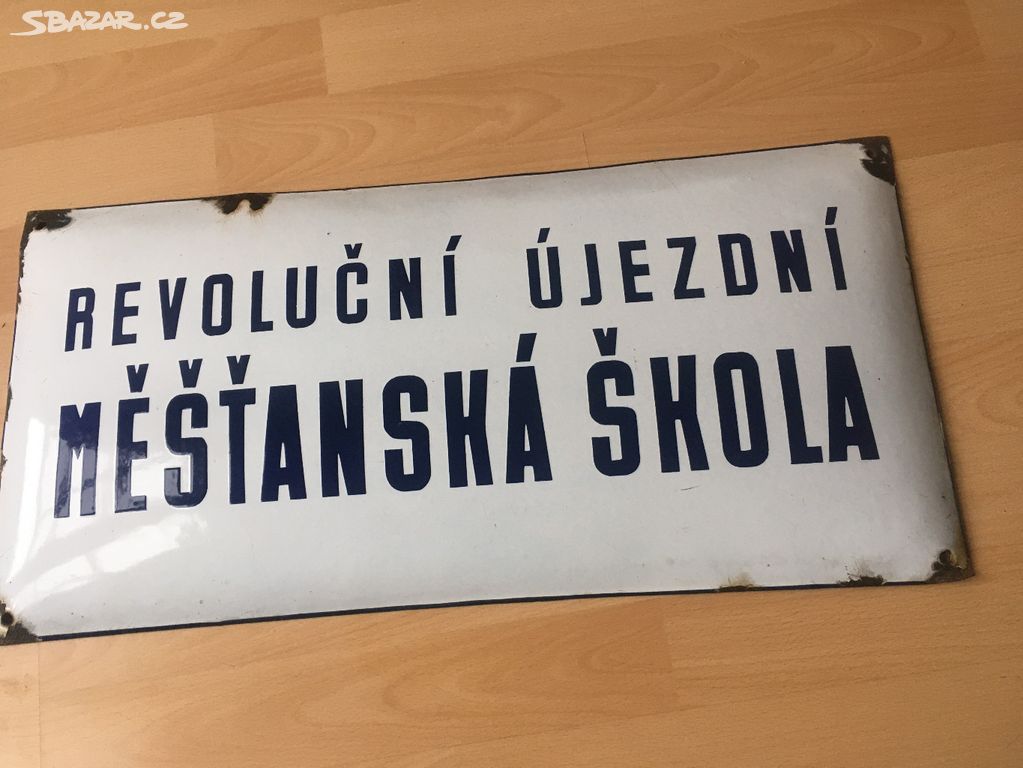 SBAZAR.CZ
REVOLUČNÍ ÚJEZDNÍ
MĚŠŤANSKÁ ŠKOLA